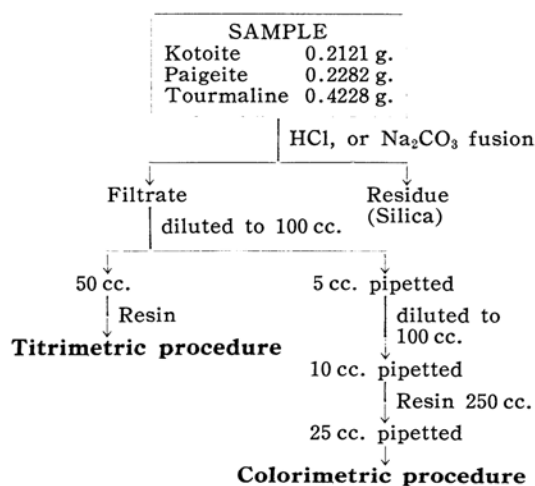 SAMPLE
Kotoite 0.2121 g.
Paigeite 0.2282 g.
Tourmaline 0.4228 g.
HCl, or Na₂CO₃ fusion
Filtrate
Residue
(Silica)
diluted to 100 cc.
50 cc.
5 cc. pipetted
Resin
diluted to
100 cc.
Titrimetric procedure
10 cc. pipetted
Resin 250 cc.
25 cc. pipetted
Colorimetric procedure